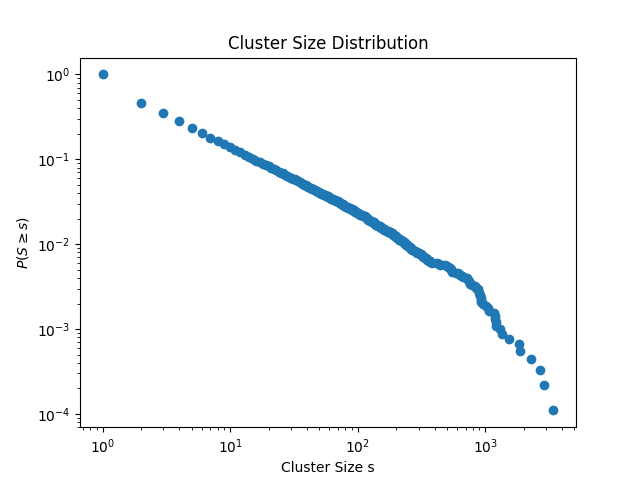 Cluster Size Distribution
P(S ≥ s)
10⁰
10⁻¹
10⁻²
10⁻³
10⁻⁴
10⁰ 10¹ 10² 10³
Cluster Size s